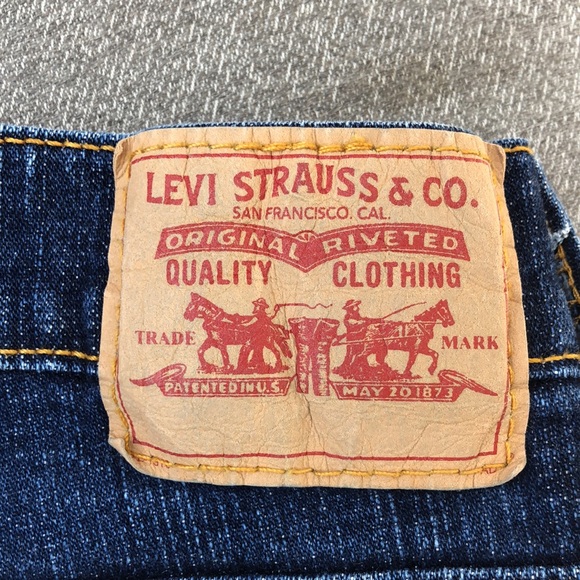 LEVI STRAUSS & CO.
SAN FRANCISCO, CAL.
ORIGINAL RIVETED
QUALITY CLOTHING
TRADE MARK
PATENTED IN U.S. MAY 20 1873